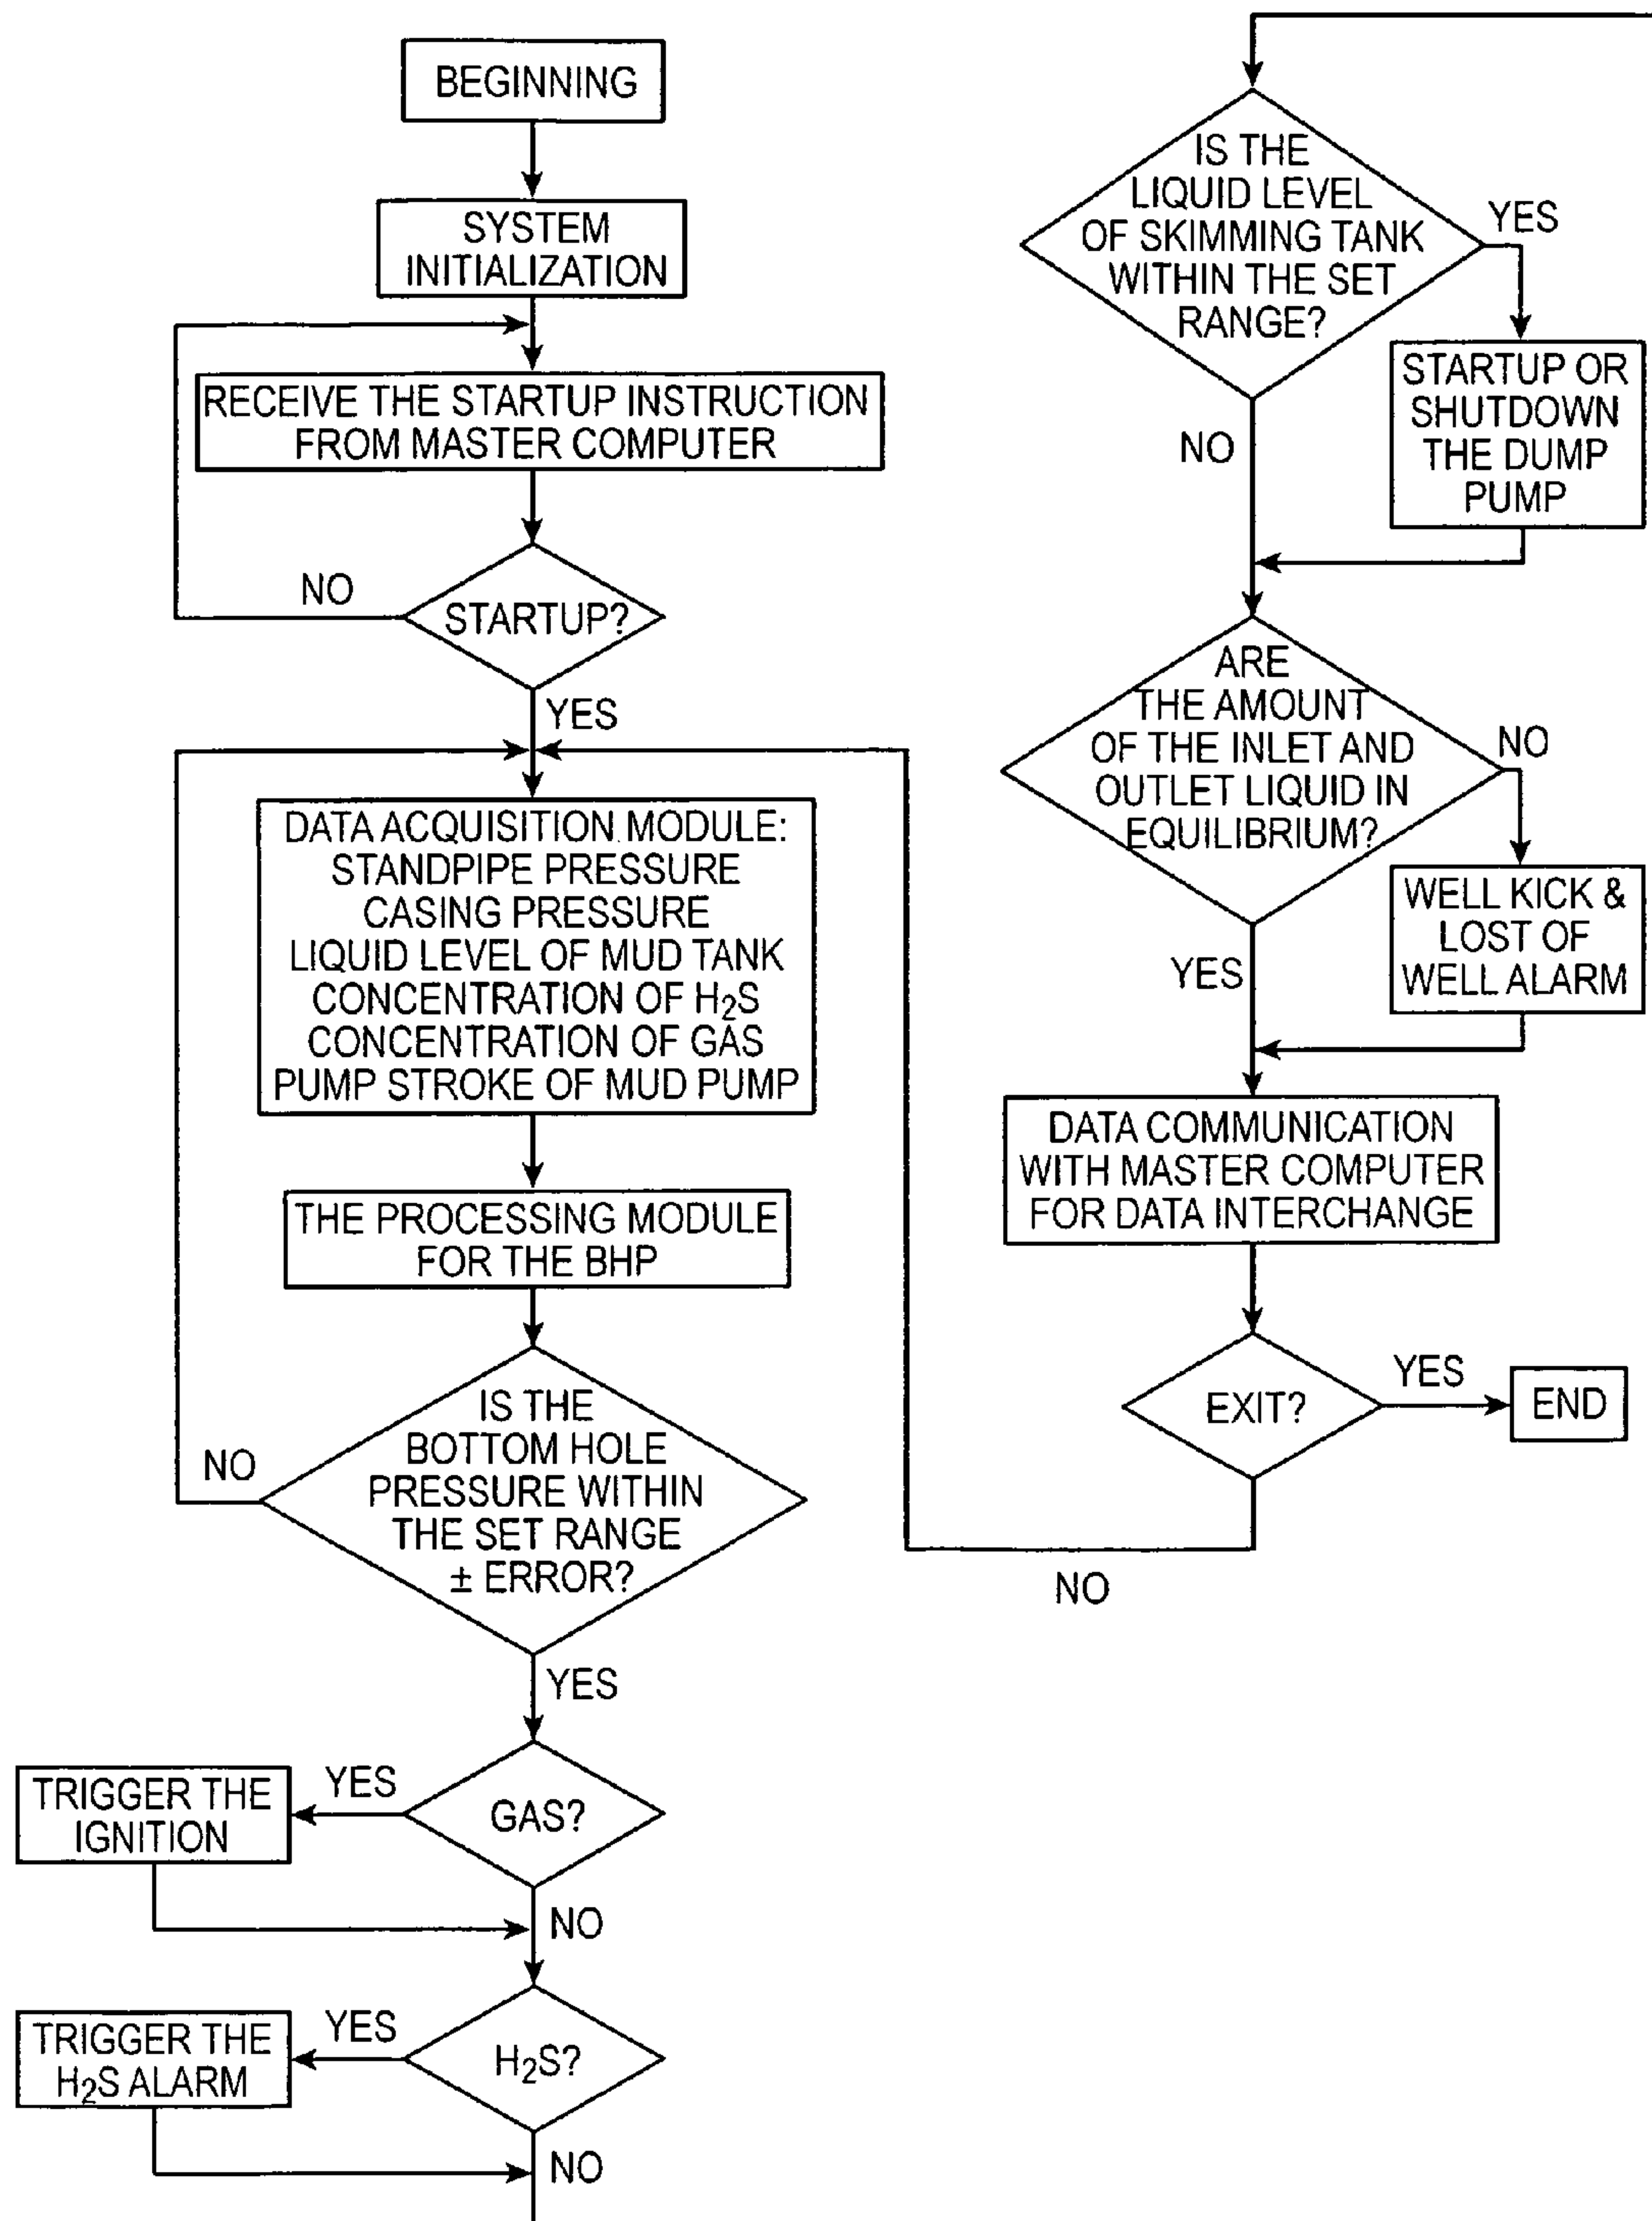 BEGINNING
SYSTEM
INITIALIZATION
RECEIVE THE STARTUP INSTRUCTION
FROM MASTER COMPUTER
NO
STARTUP?
YES
DATA ACQUISITION MODULE:
STANDPIPE PRESSURE
CASING PRESSURE
LIQUID LEVEL OF MUD TANK
CONCENTRATION OF H₂S
CONCENTRATION OF GAS
PUMP STROKE OF MUD PUMP
THE PROCESSING MODULE
FOR THE BHP
NO
IS THE
BOTTOM HOLE
PRESSURE WITHIN
THE SET RANGE
± ERROR?
YES
TRIGGER THE
IGNITION
YES
GAS?
NO
TRIGGER THE
H₂S ALARM
YES
H₂S?
NO
IS THE
LIQUID LEVEL
OF SKIMMING TANK
WITHIN THE SET
RANGE?
YES
STARTUP OR
SHUTDOWN
THE DUMP
PUMP
NO
ARE
THE AMOUNT
OF THE INLET AND
OUTLET LIQUID IN
EQUILIBRIUM?
NO
WELL KICK &
LOST OF
WELL ALARM
YES
DATA COMMUNICATION
WITH MASTER COMPUTER
FOR DATA INTERCHANGE
EXIT?
YES
END
NO